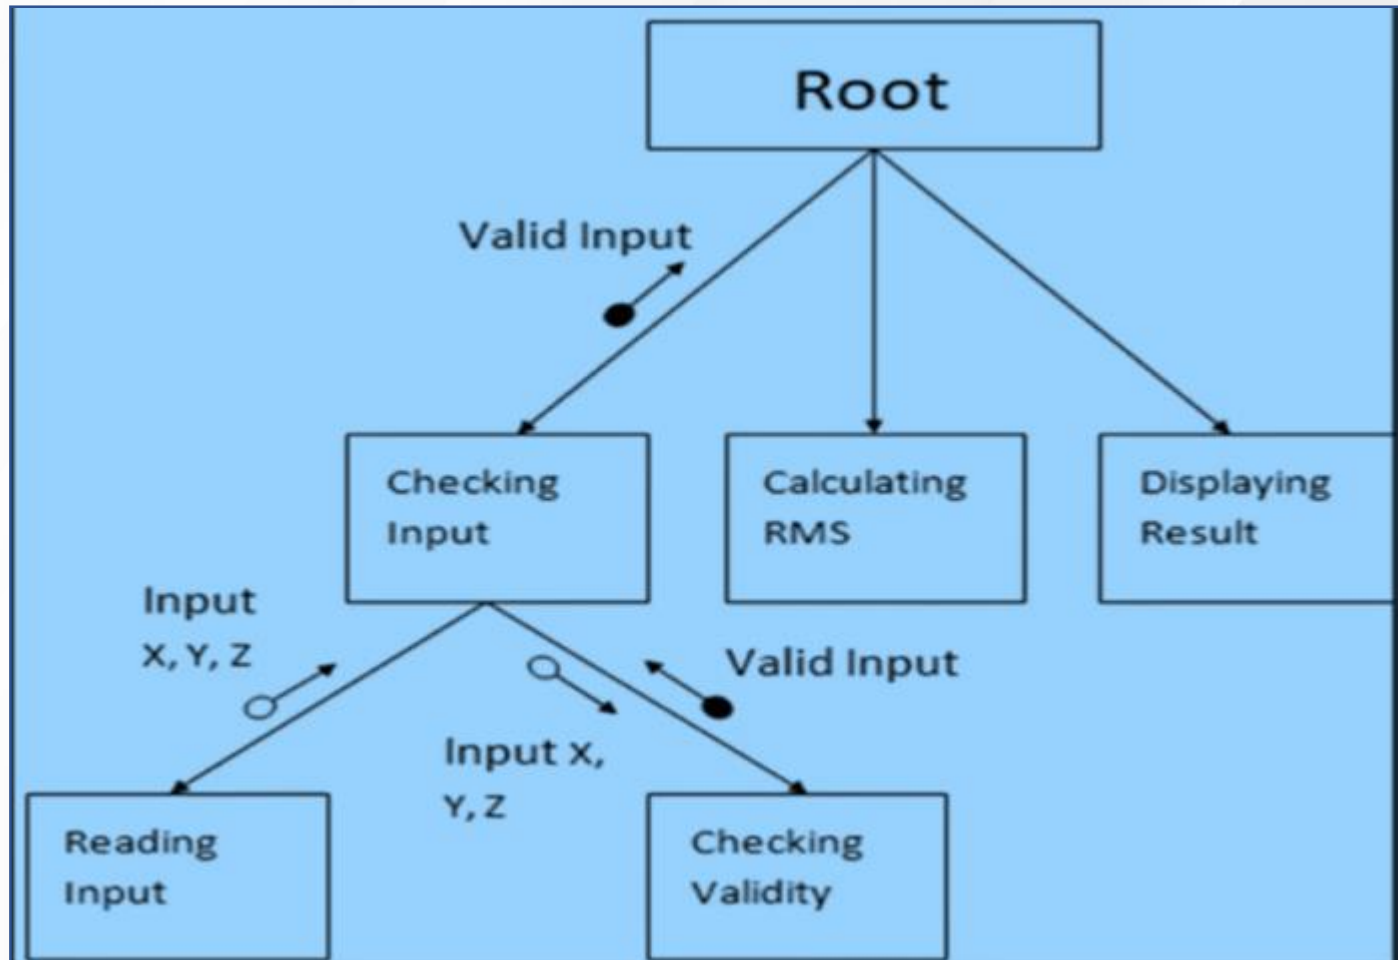 Root
Valid Input
Checking
Input
Calculating
RMS
Displaying
Result
Input
X, Y, Z
Valid Input
Input x,
Y, Z
Reading
Input
Checking
Validity